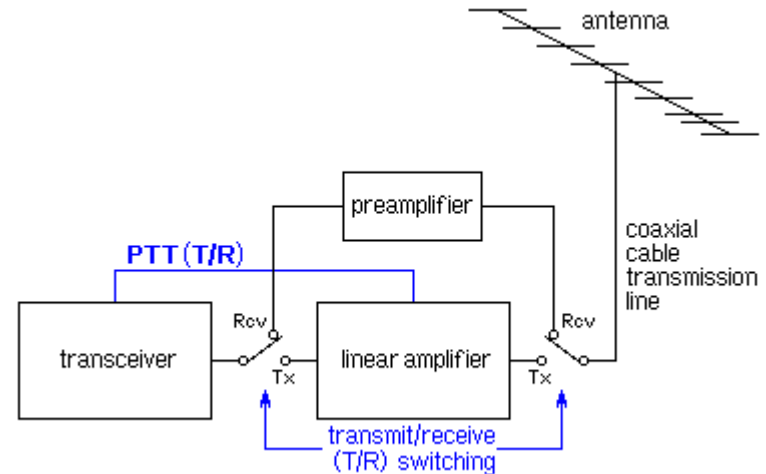 antenna
preamplifier
coaxial
cable
transmission
line
PTT (T/R)
transceiver
Rcv
Tx
linear amplifier
Rcv
Tx
transmit/receive
(T/R) switching